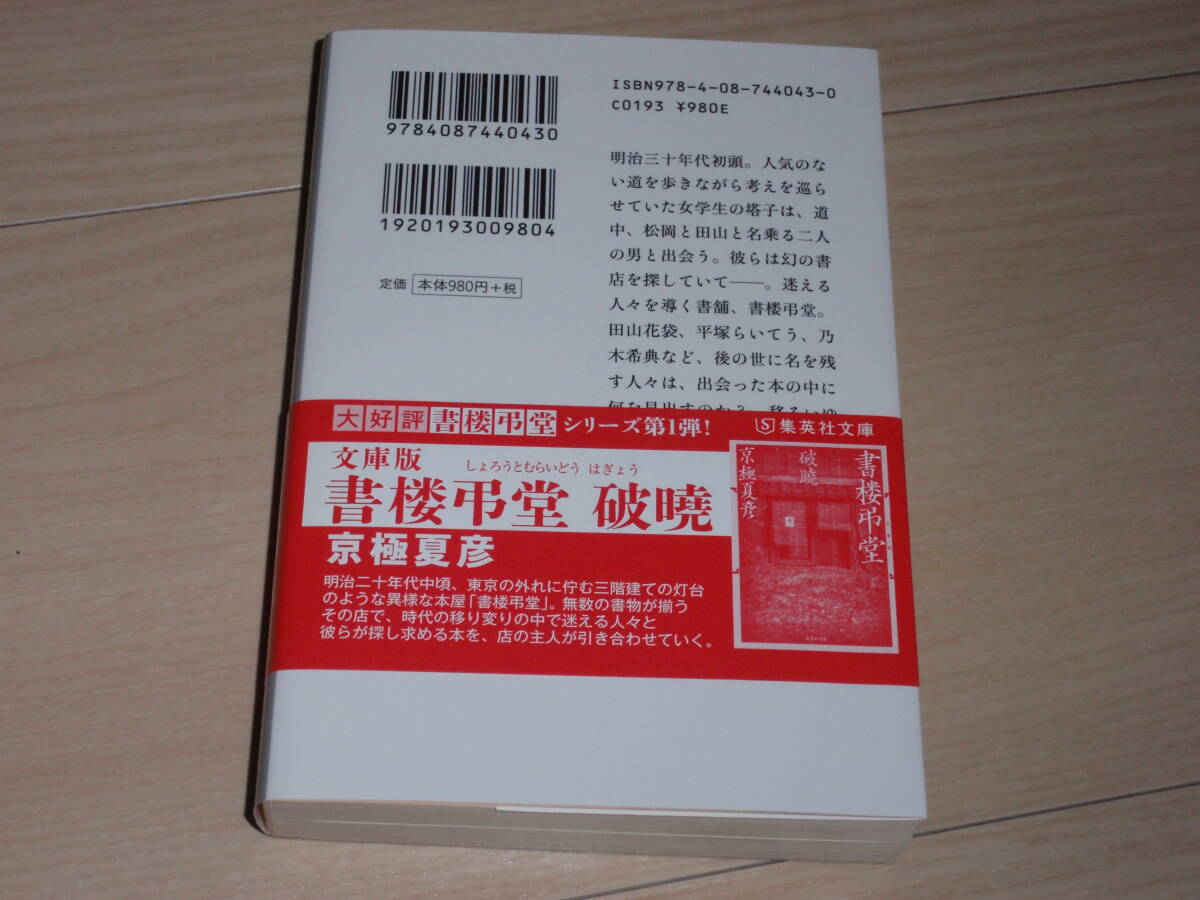 9784087440430
1920193009804
定価 本体980円+税
ISBN978-4-08-744043-0
C0193 ¥980E
明治三十年代初頭。人気のな
い道を歩きながら考えを巡ら
せていた女学生の塔子は、道
中、松岡と田山と名乗る二人
の男と出会う。彼らは幻の書
店を探していて――。迷える
人々を導く書舗、書楼弔堂。
田山花袋、平塚らいてう、乃
木希典など、後の世に名を残
す人々は、出会った本の中に
何を見出すのか？
大好評 書楼弔堂 シリーズ第1弾!
集英社文庫
文庫版
しょろうとむらいどう はぎょう
書楼弔堂 破曉
京極夏彦
明治二十年代中頃、東京の外れに佇む三階建ての灯台
のような異様な本屋「書楼弔堂」。無数の書物が揃う
その店で、時代の移り変りの中で迷える人々と
彼らが探し求める本を、店の主人が引き合わせていく。
書楼弔堂
破曉
京極夏彦